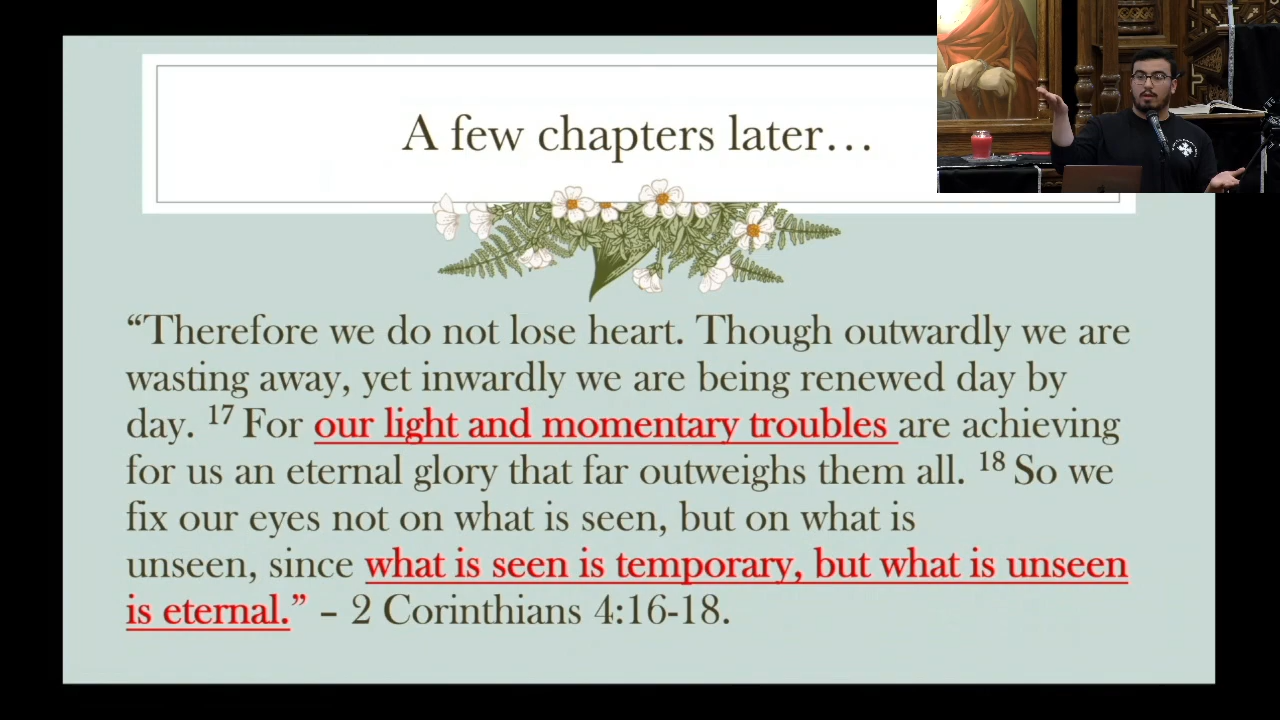 A few chapters later…
“Therefore we do not lose heart. Though outwardly we are
wasting away, yet inwardly we are being renewed day by
day. ¹⁷ For our light and momentary troubles are achieving
for us an eternal glory that far outweighs them all. ¹⁸ So we
fix our eyes not on what is seen, but on what is
unseen, since what is seen is temporary, but what is unseen
is eternal.” – 2 Corinthians 4:16-18.